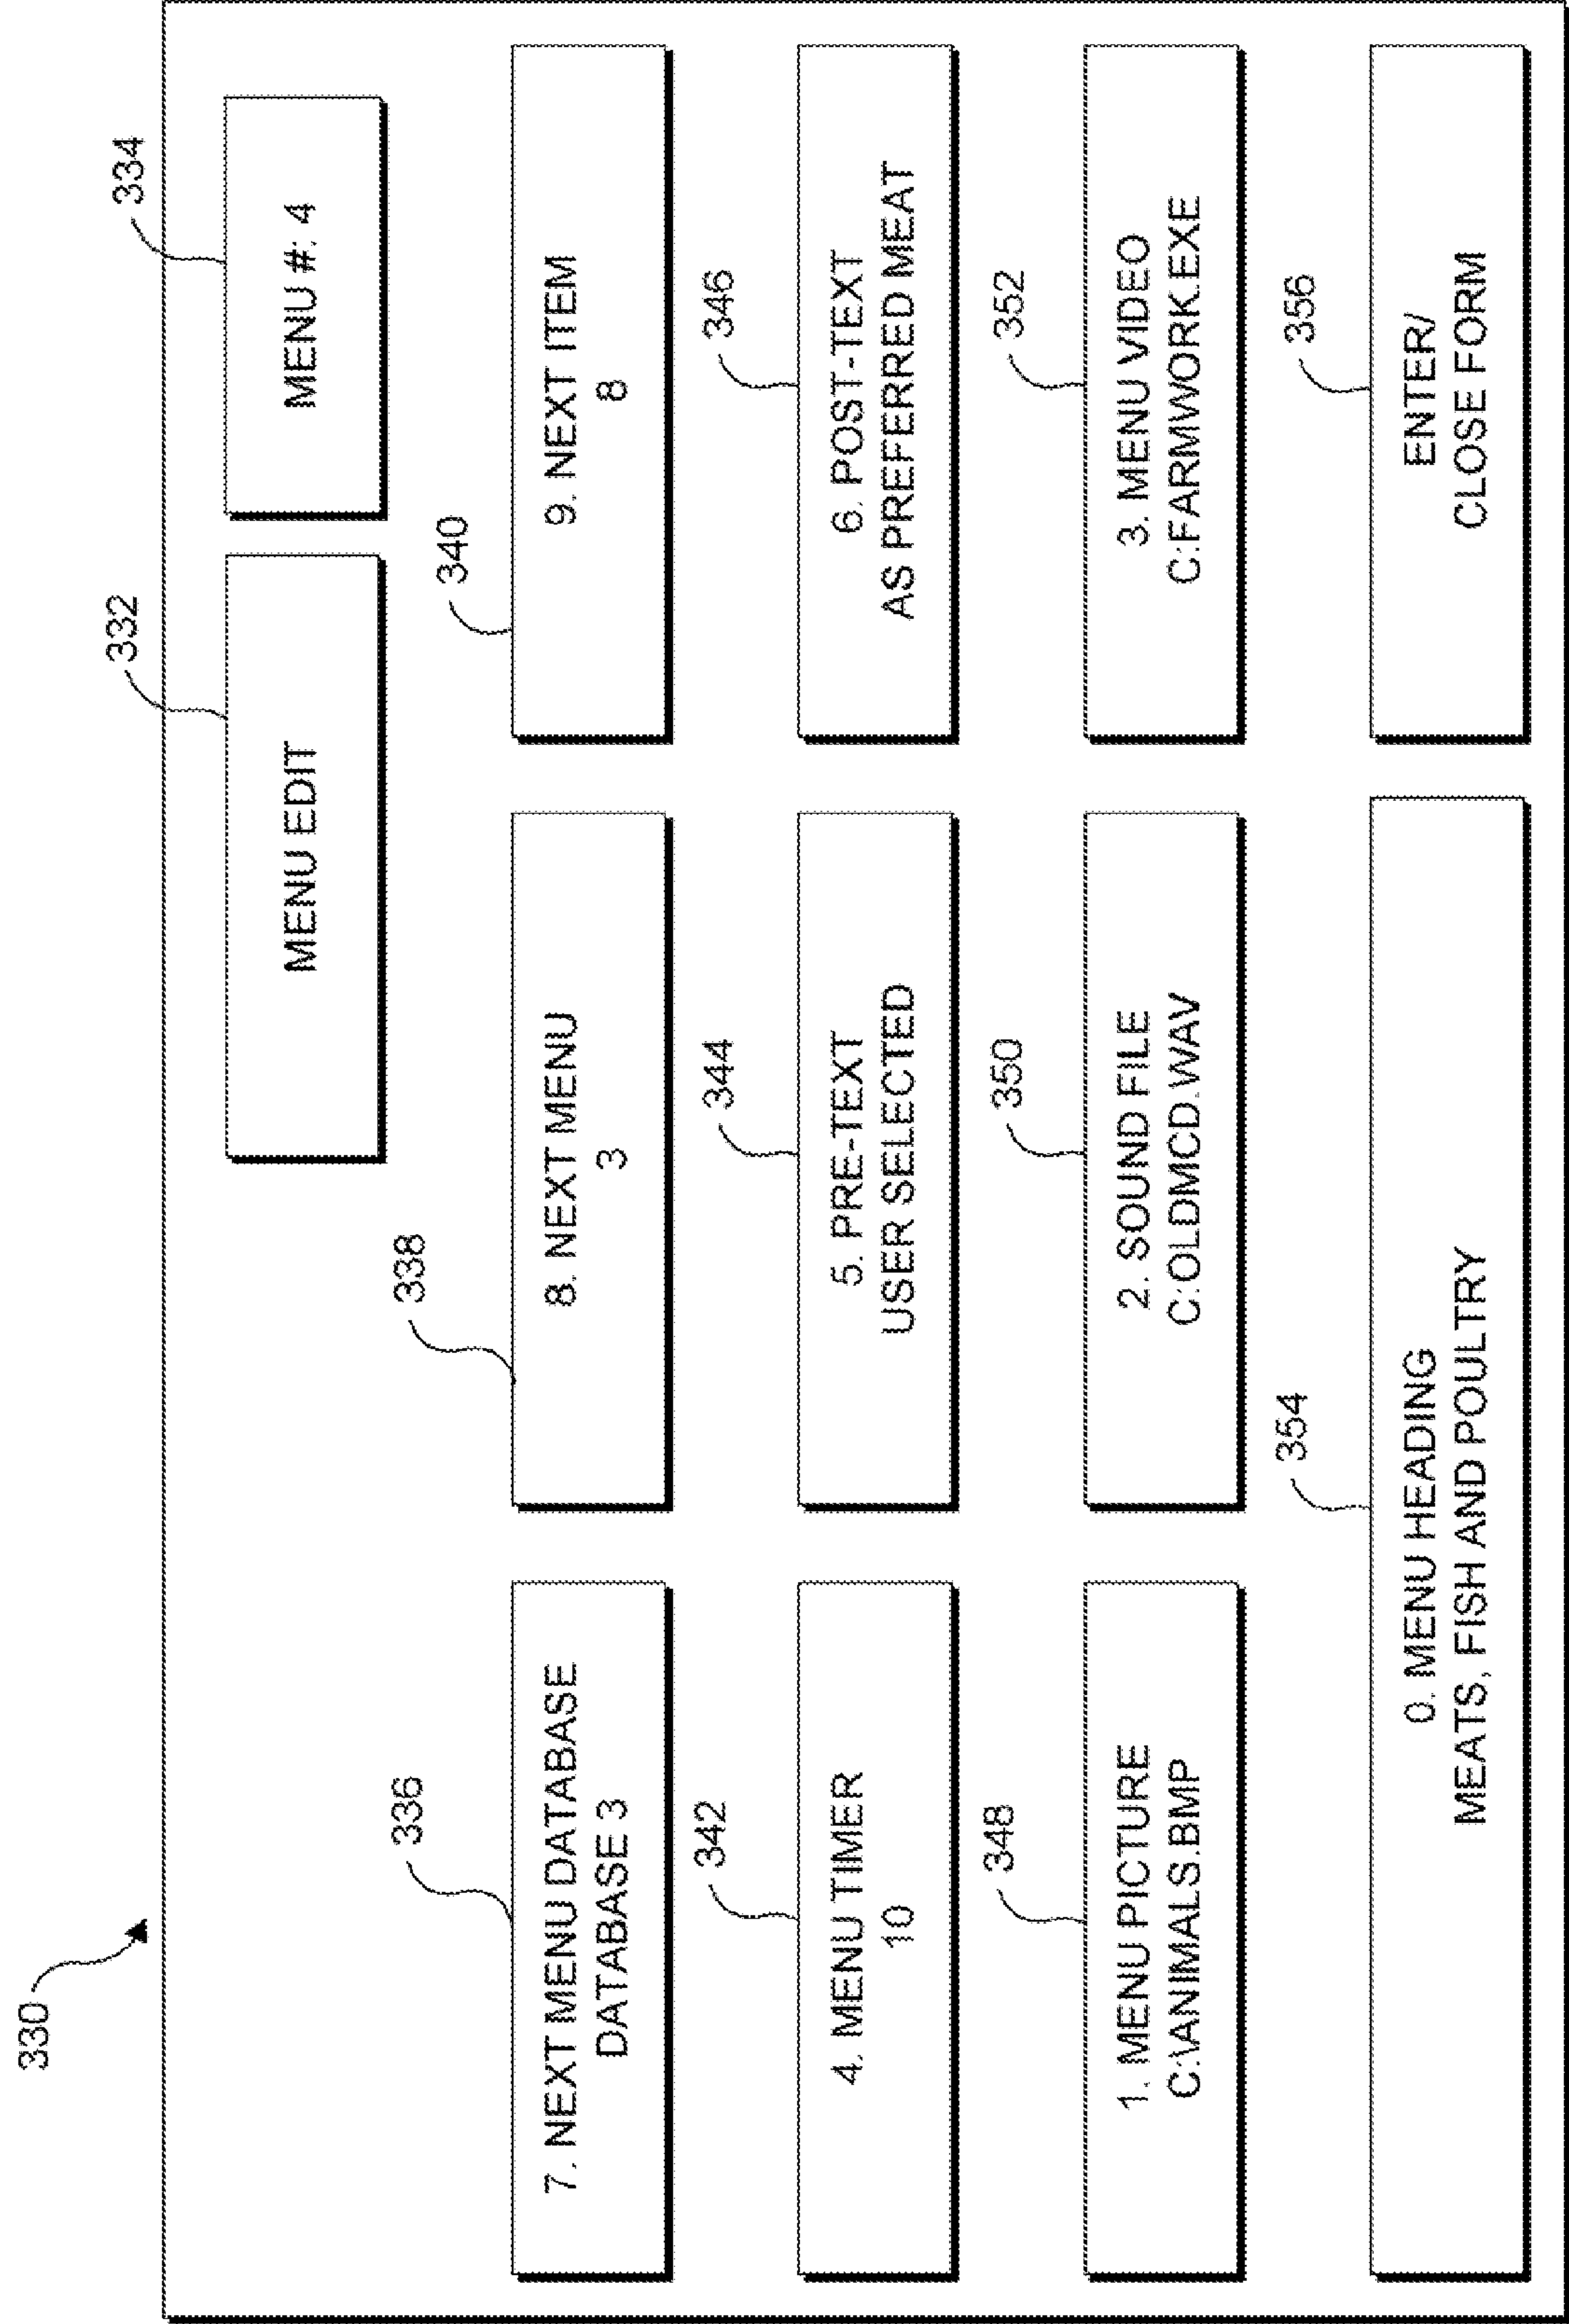 330
332
MENU EDIT
334
MENU #: 4
336
7. NEXT MENU DATABASE
DATABASE 3
338
8. NEXT MENU
3
340
9. NEXT ITEM
8
342
4. MENU TIMER
10
344
5. PRE-TEXT
USER SELECTED
346
6. POST-TEXT
AS PREFERRED MEAT
348
1. MENU PICTURE
C:\ANIMALS.BMP
350
2. SOUND FILE
C:OLDMCD.WAV
352
3. MENU VIDEO
C:FARMWORK.EXE
354
0. MENU HEADING
MEATS, FISH AND POULTRY
356
ENTER/
CLOSE FORM